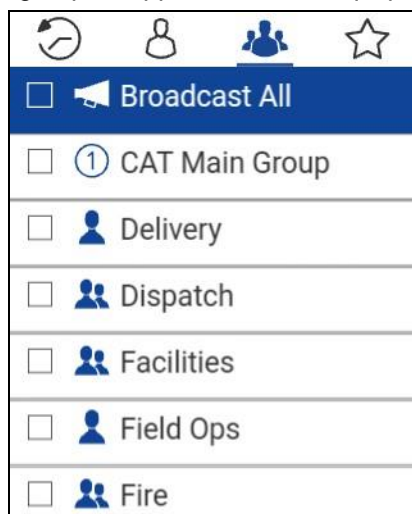 Broadcast All
1 CAT Main Group
Delivery
Dispatch
Facilities
Field Ops
Fire